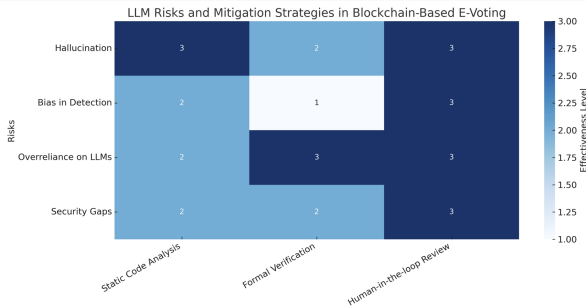 LLM Risks and Mitigation Strategies in Blockchain-Based E-Voting
Risks
Hallucination 3 2 3
Bias in Detection 2 1 3
Overreliance on LLMs 2 3 3
Security Gaps 2 2 3
Static Code Analysis
Formal Verification
Human-in-the-loop Review
3.00
2.75
2.50
2.25
2.00
1.75
1.50
1.25
1.00
Effectiveness Level